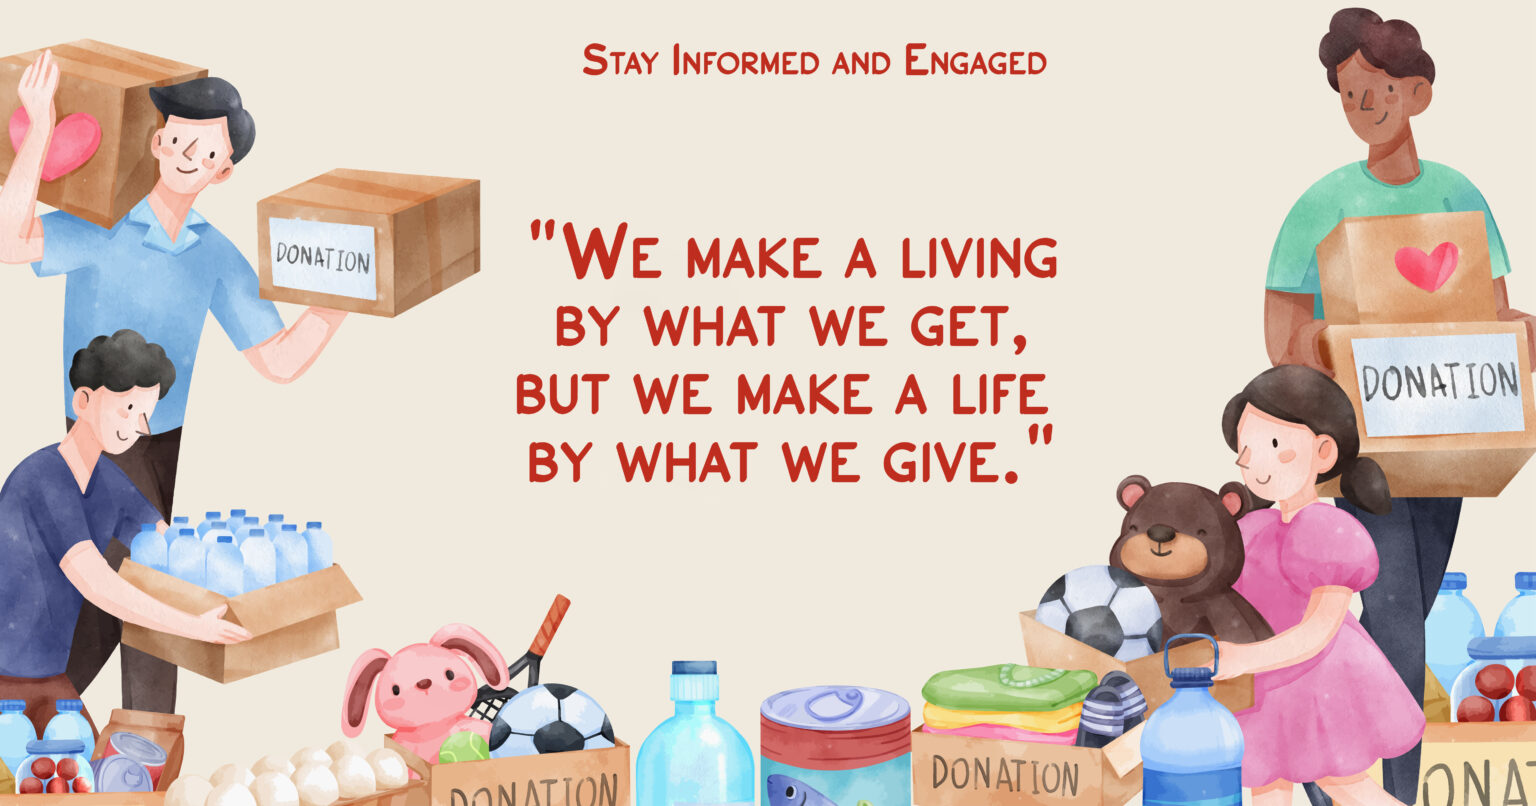 Stay Informed and Engaged
"We make a living
by what we get,
but we make a life
by what we give."
DONATION
DONATION
DONATION
DONATION
DONA